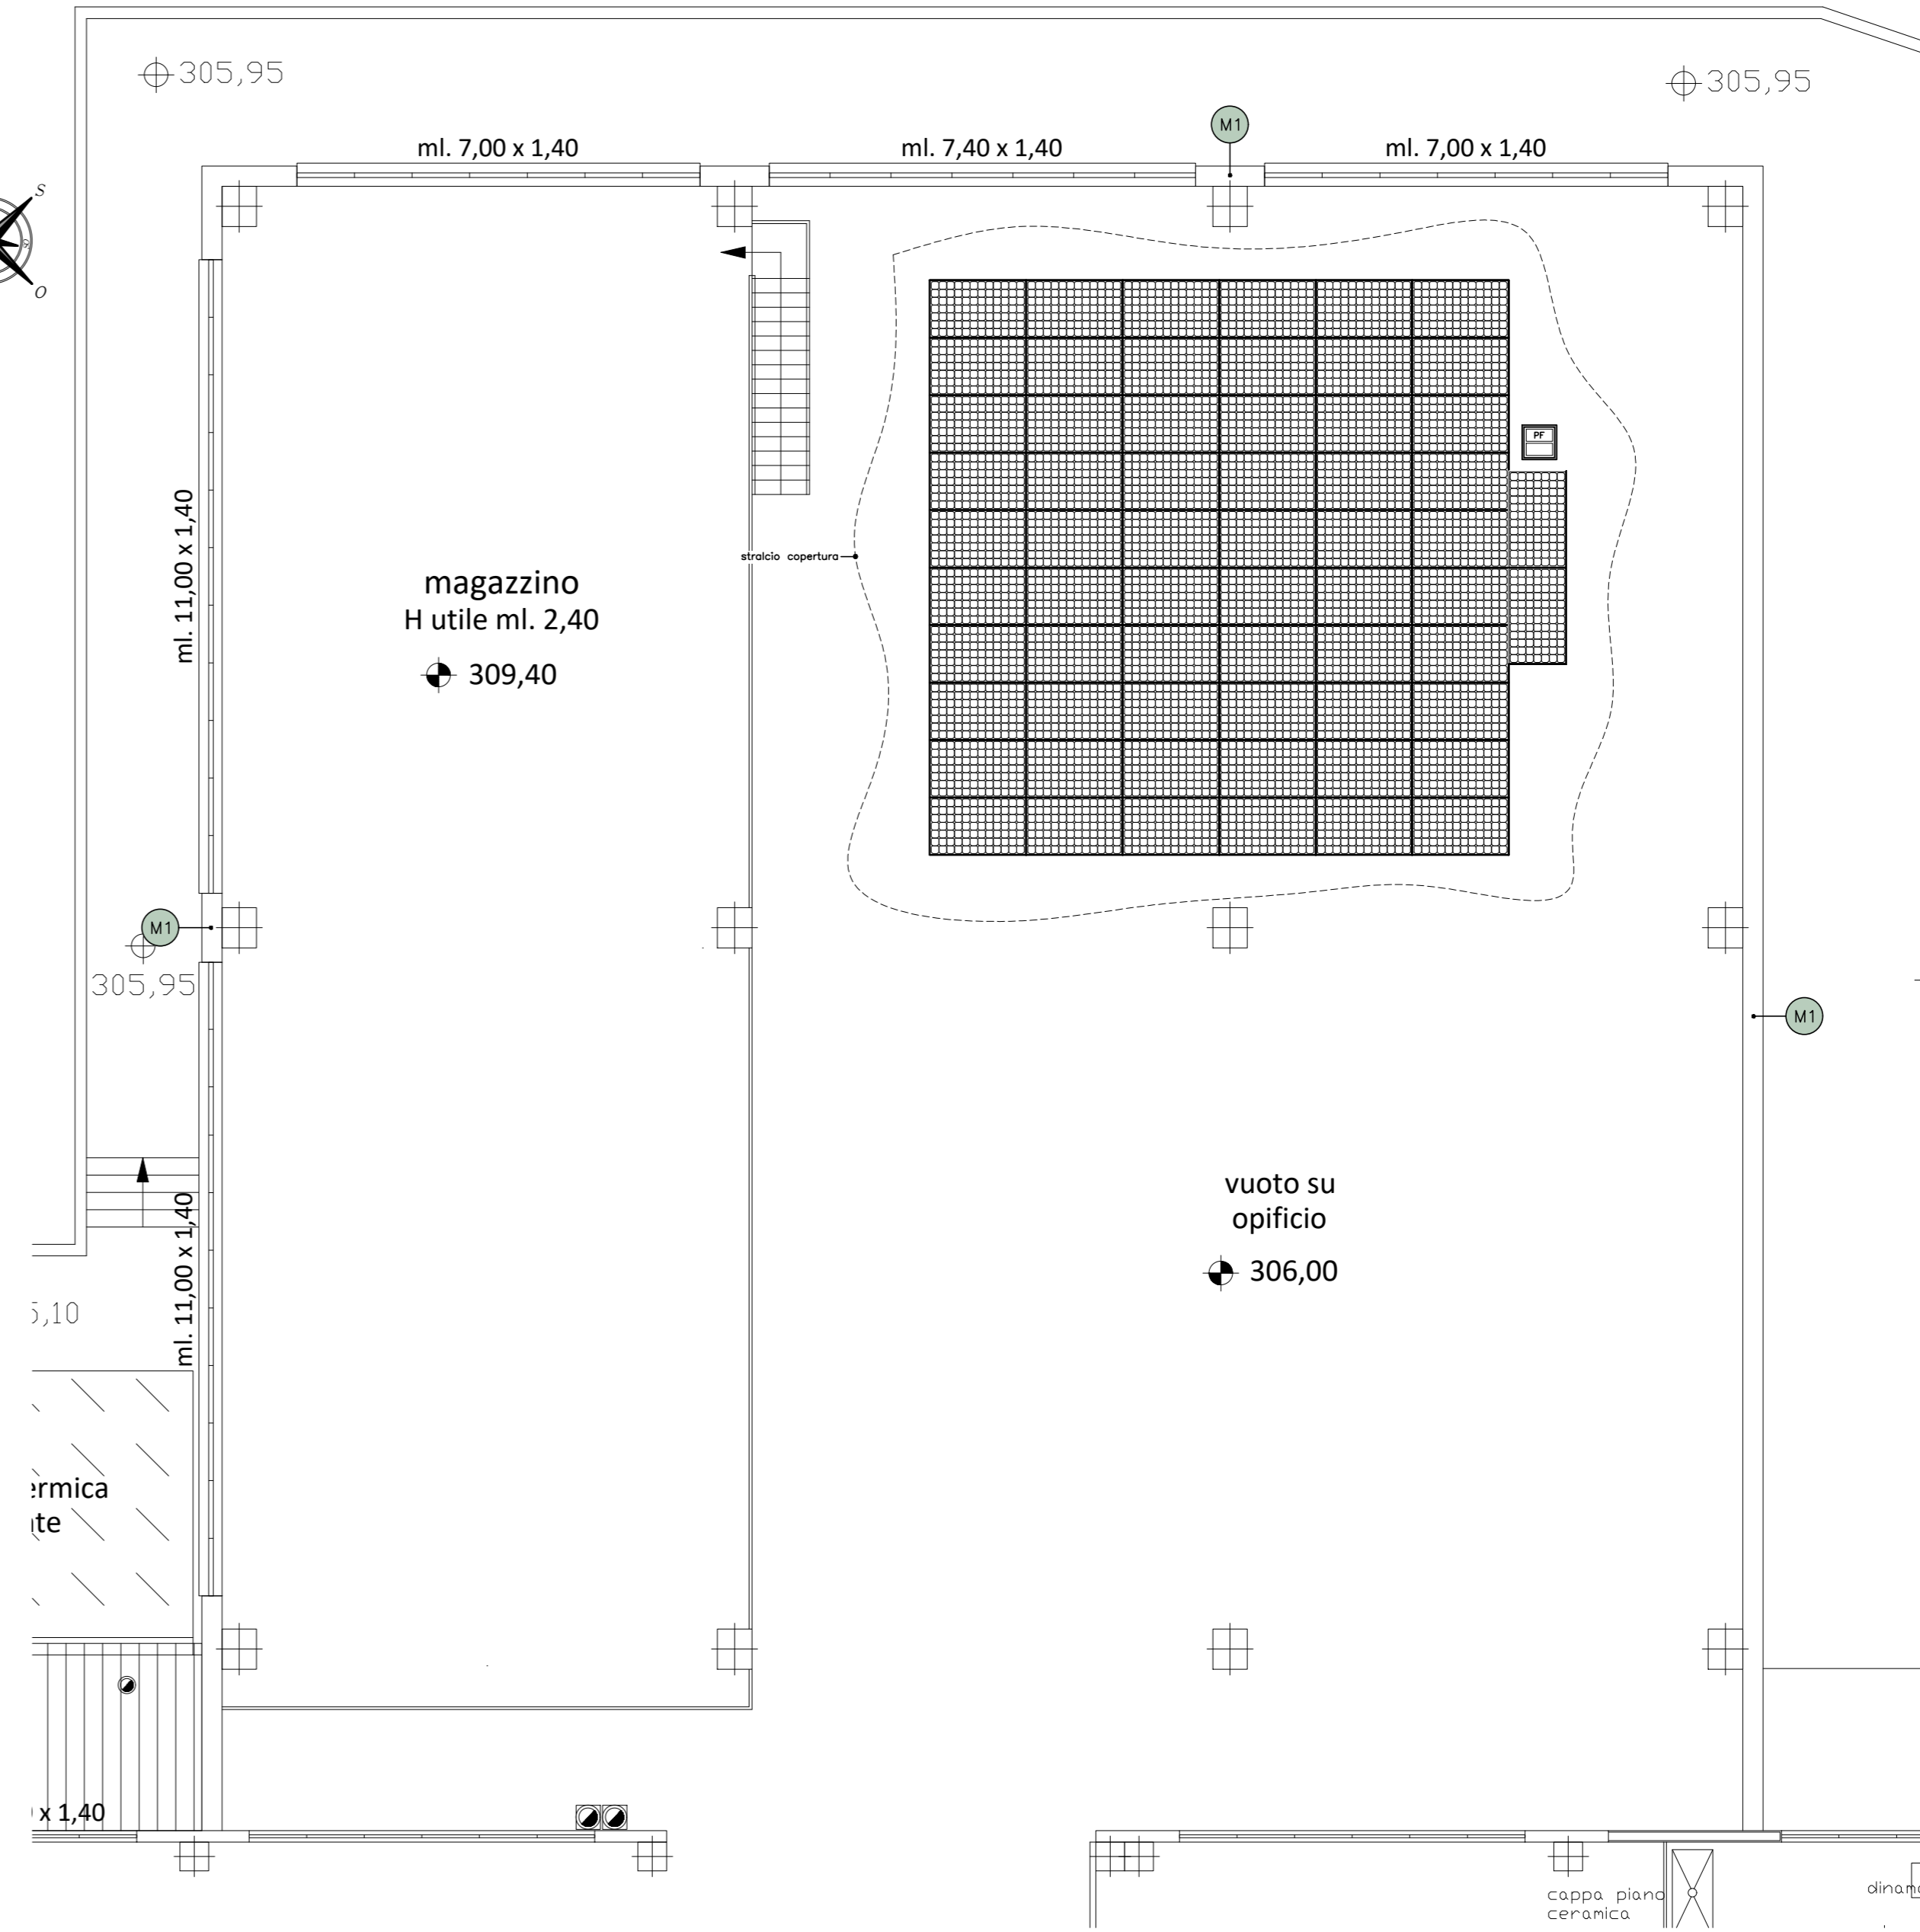 305,95
305,95
M1
ml. 7,00 x 1,40
ml. 7,40 x 1,40
ml. 7,00 x 1,40
S
O
PF
ml. 11,00 x 1,40
stralcio copertura
magazzino
H utile ml. 2,40
309,40
M1
305,95
M1
vuoto su
opificio
306,00
ml. 11,00 x 1,40
5,10
ermica
x 1,40
cappa piano
ceramica